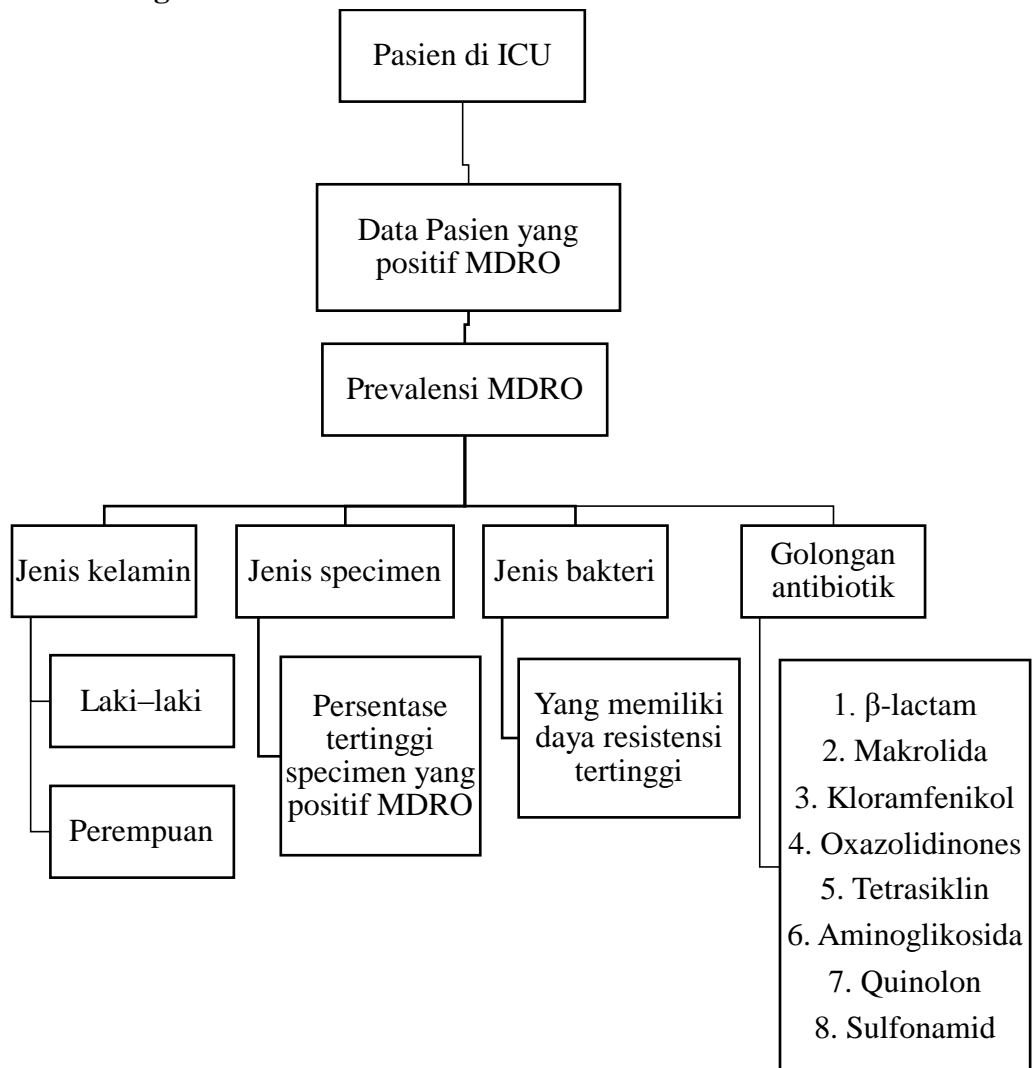 Pasien di ICU
Data Pasien yang
positif MDRO
Prevalensi MDRO
Jenis kelamin
Laki–laki
Perempuan
Jenis specimen
Persentase
tertinggi
specimen yang
positif MDRO
Jenis bakteri
Yang memiliki
daya resistensi
tertinggi
Golongan
antibiotik
1. β-lactam
2. Makrolida
3. Kloramfenikol
4. Oxazolidinones
5. Tetrasiklin
6. Aminoglikosida
7. Quinolon
8. Sulfonamid